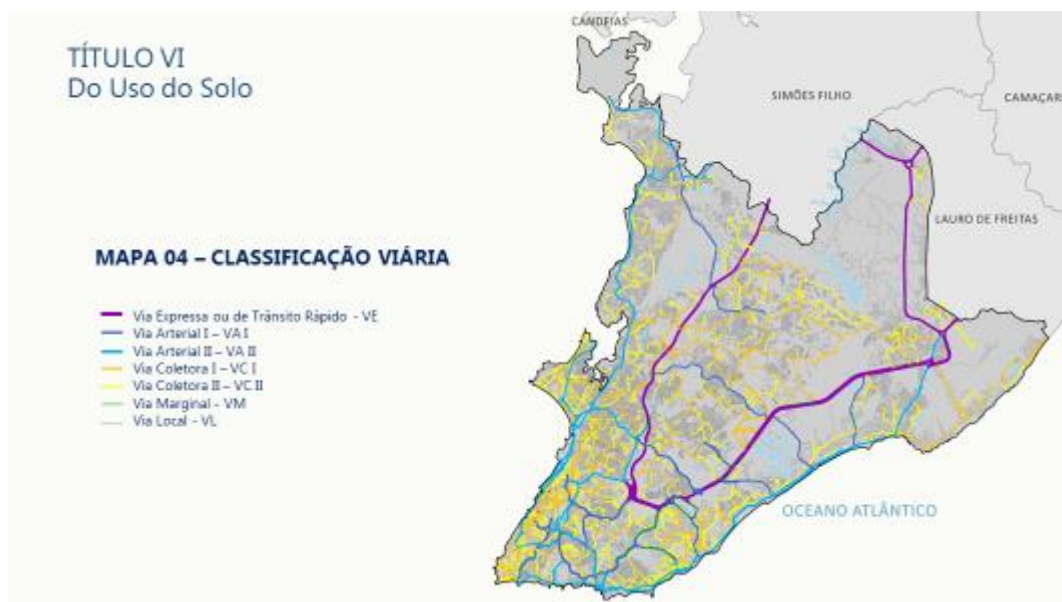 TÍTULO VI
Do Uso do Solo
MAPA 04 – CLASSIFICAÇÃO VIÁRIA
Via Expressa ou de Trânsito Rápido - VE
Via Arterial I – VA I
Via Arterial II – VA II
Via Coletora I – VC I
Via Coletora II – VC II
Via Marginal - VM
Via Local - VL
CANDEIAS
SIMÕES FILHO
CAMAÇARI
LAURO DE FREITAS
OCEANO ATLÂNTICO